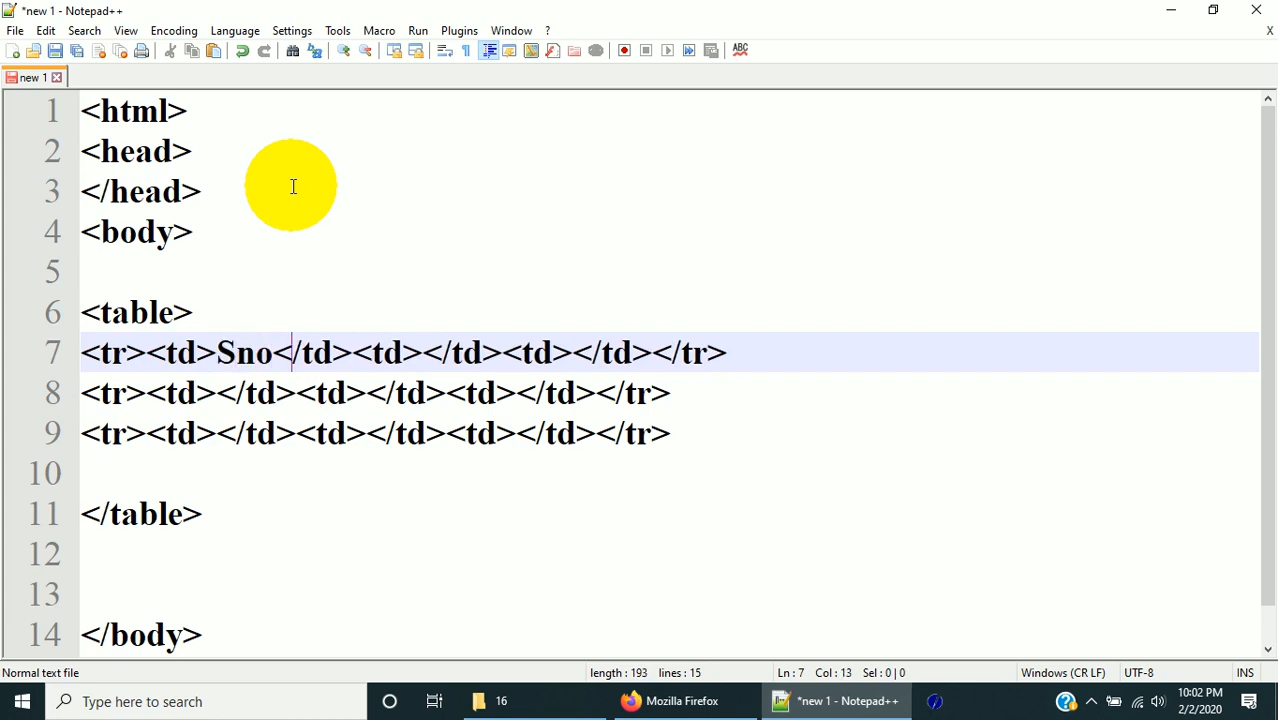 *new 1 - Notepad++
File Edit Search View Encoding Language Settings Tools Macro Run Plugins Window ? X
ABC
new 1
1 <html>
2 <head>
3 </head>
4 <body>
5
6 <table>
7 <tr><td>Sno</td><td></td><td></td></tr>
8 <tr><td></td><td></td><td></td></tr>
9 <tr><td></td><td></td><td></td></tr>
10
11 </table>
12
13
14 </body>
Normal text file length : 193 lines : 15 Ln : 7 Col : 13 Sel : 0 | 0 Windows (CR LF) UTF-8 INS
Type here to search 16 Mozilla Firefox *new 1 - Notepad++ 10:02 PM
2/2/2020